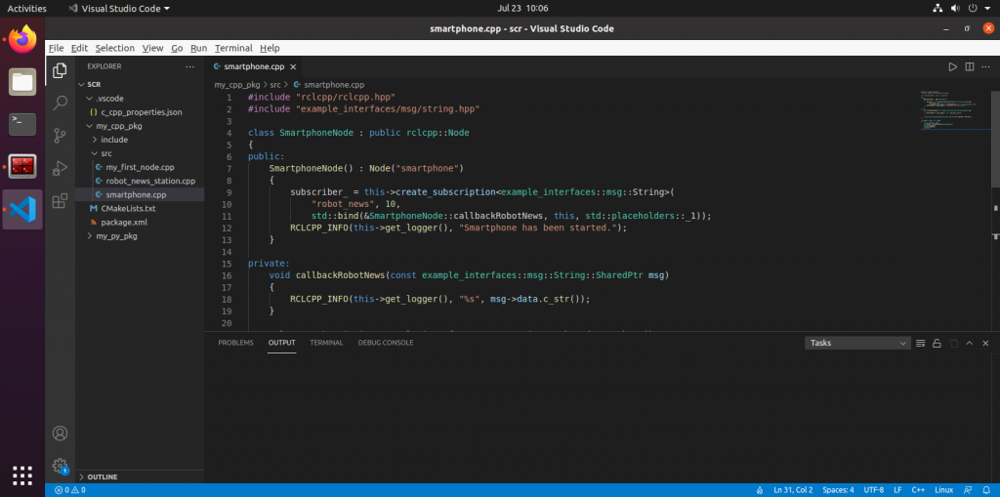 Activities
Visual Studio Code
Jul 23 10:06
smartphone.cpp - scr - Visual Studio Code
File Edit Selection View Go Run Terminal Help
EXPLORER
SCR
.vscode
{} c_cpp_properties.json
my_cpp_pkg
include
src
my_first_node.cpp
robot_news_station.cpp
smartphone.cpp
CMakeLists.txt
package.xml
my_py_pkg
OUTLINE
smartphone.cpp
my_cpp_pkg > src > smartphone.cpp
1 #include "rclcpp/rclcpp.hpp"
2 #include "example_interfaces/msg/string.hpp"
3
4 class SmartphoneNode : public rclcpp::Node
5 {
6 public:
7 SmartphoneNode() : Node("smartphone")
8 {
9 subscriber_ = this->create_subscription<example_interfaces::msg::String>(
10 "robot_news", 10,
11 std::bind(&SmartphoneNode::callbackRobotNews, this, std::placeholders::_1));
12 RCLCPP_INFO(this->get_logger(), "Smartphone has been started.");
13 }
14
15 private:
16 void callbackRobotNews(const example_interfaces::msg::String::SharedPtr msg)
17 {
18 RCLCPP_INFO(this->get_logger(), "%s", msg->data.c_str());
19 }
20
PROBLEMS OUTPUT TERMINAL DEBUG CONSOLE
Tasks
0 0
Ln 31, Col 2 Spaces: 4 UTF-8 LF C++ Linux